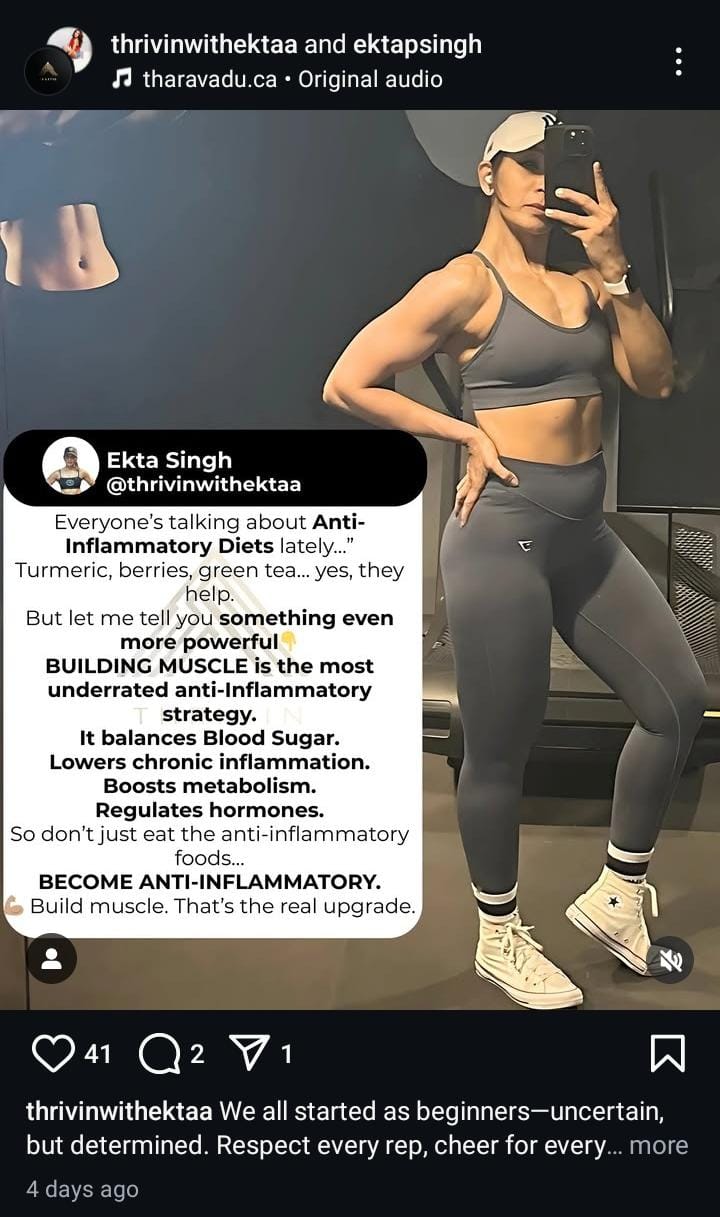 thrivinwithektaa and ektapsingh
tharavadu.ca • Original audio
Ekta Singh
@thrivinwithektaa
Everyone’s talking about Anti-
Inflammatory Diets lately...”
Turmeric, berries, green tea... yes, they
help.
But let me tell you something even
more powerful👇
BUILDING MUSCLE is the most
underrated anti-Inflammatory
strategy.
It balances Blood Sugar.
Lowers chronic inflammation.
Boosts metabolism.
Regulates hormones.
So don’t just eat the anti-inflammatory
foods...
BECOME ANTI-INFLAMMATORY.
💪🏼 Build muscle. That’s the real upgrade.
41 2 1
thrivinwithektaa We all started as beginners—uncertain,
but determined. Respect every rep, cheer for every... more
4 days ago